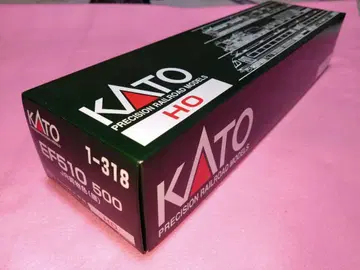 KATO
PRECISION RAILROAD MODELS
HO
KATO
1-318
EF510 500
KATO
PRECISION RAILROAD MODELS